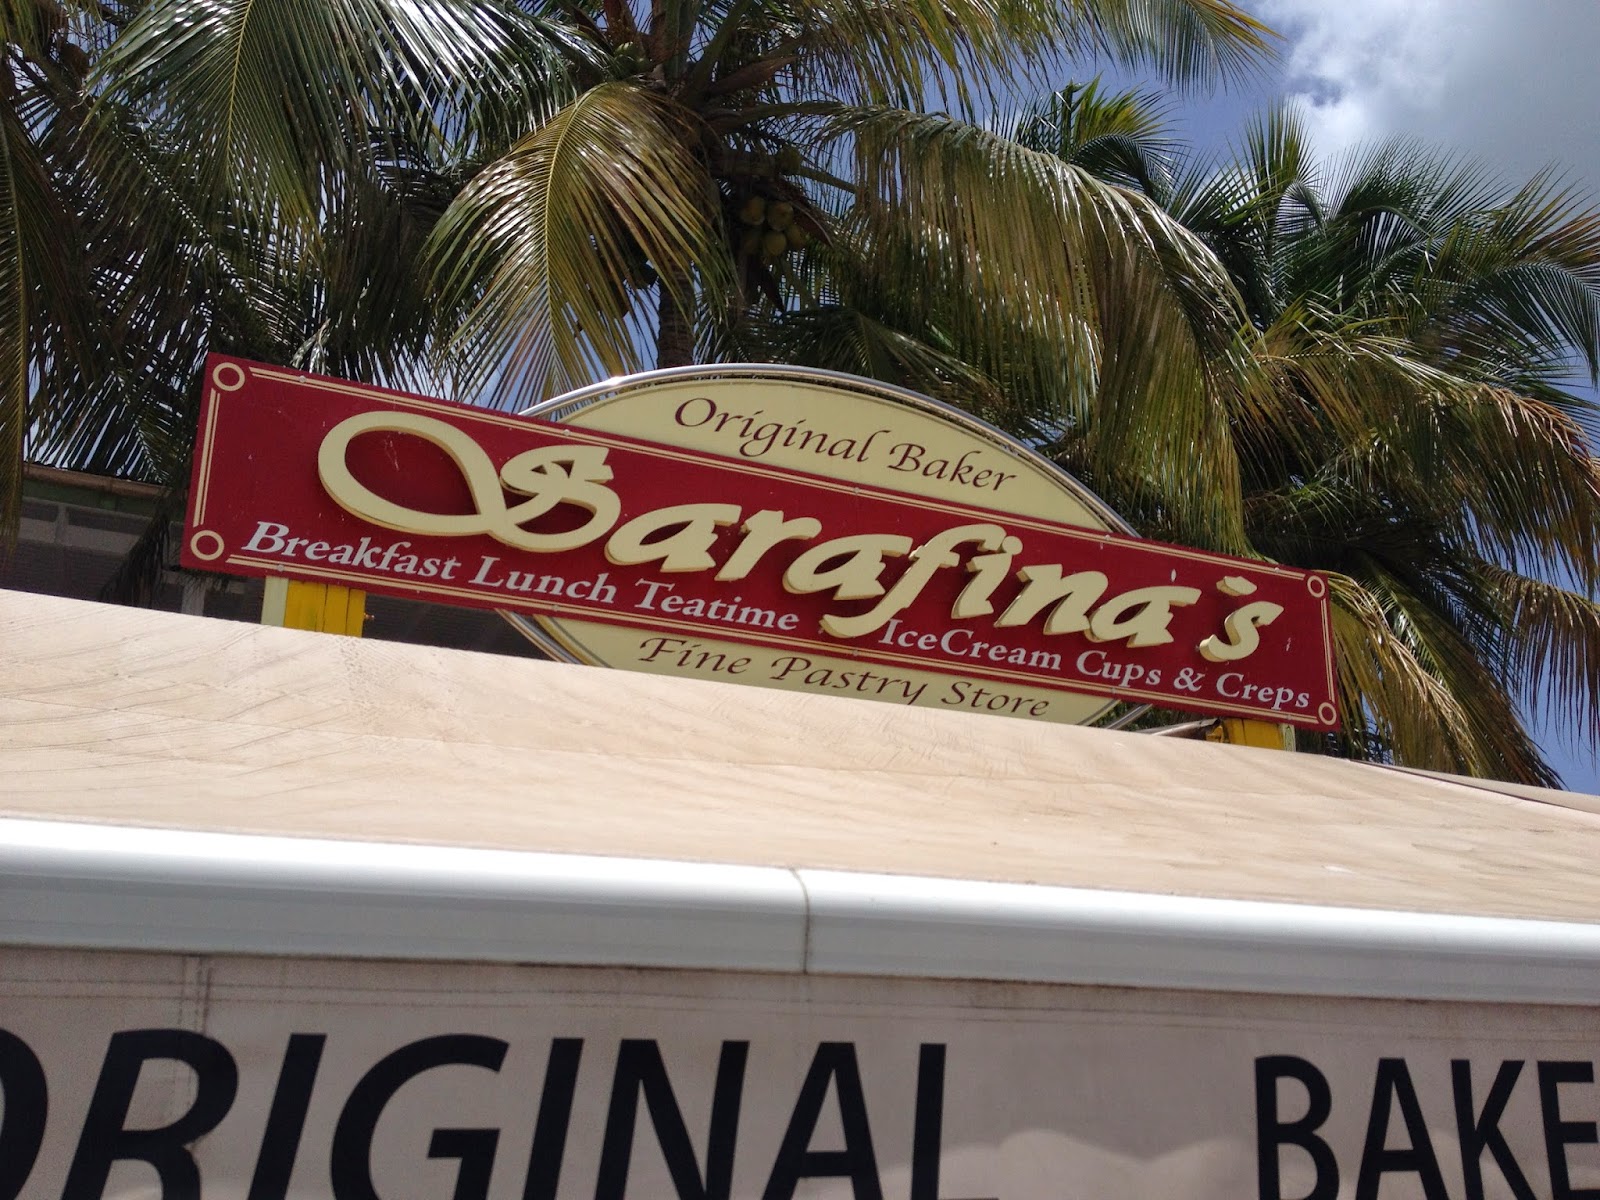 Original Baker
Sarafina's
Breakfast Lunch Teatime IceCream Cups & Creps
Fine Pastry Store
ORIGINAL BAKE